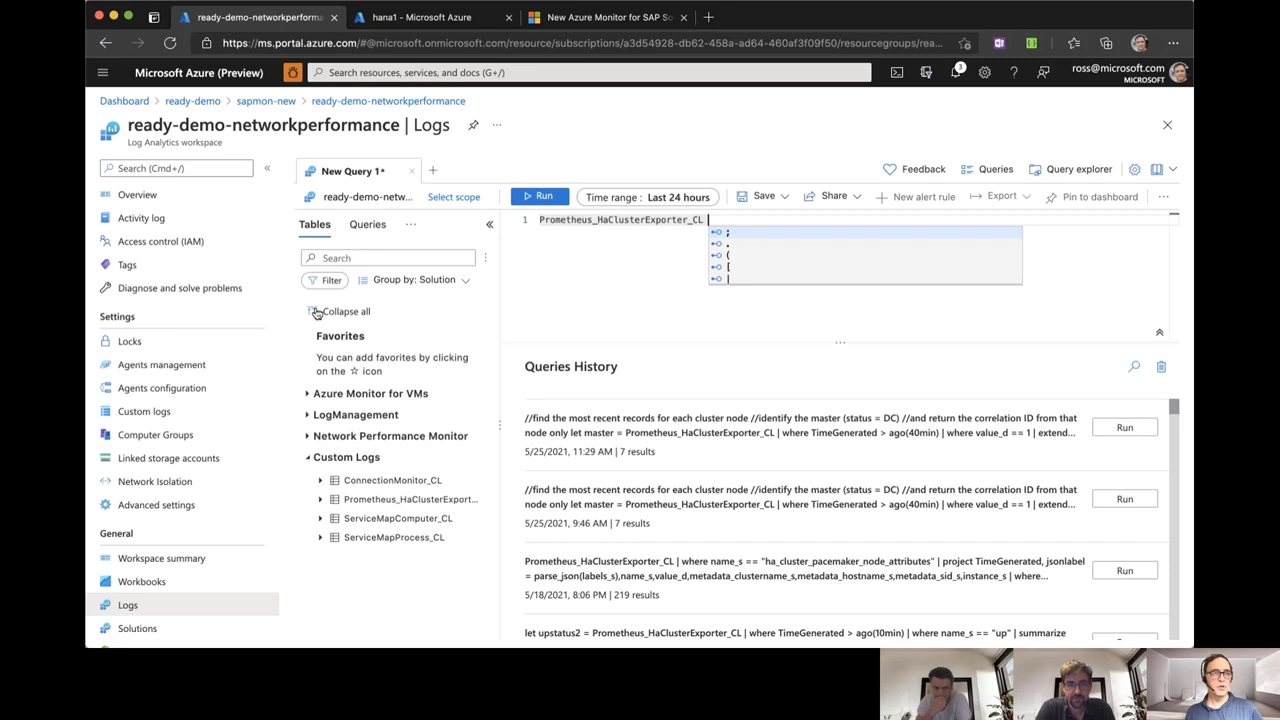 ready-demo-networkperforma
hana1 - Microsoft Azure
New Azure Monitor for SAP So
https://ms.portal.azure.com/#@microsoft.onmicrosoft.com/resource/subscriptions/a3d54928-db62-458a-ad64-460af3f09f50/resourcegroups/rea...
Microsoft Azure (Preview)
Search resources, services, and docs (G+/)
3
ross@microsoft.com
MICROSOFT
Dashboard > ready-demo > sapmon-new > ready-demo-networkperformance
ready-demo-networkperformance | Logs
Log Analytics workspace
Search (Cmd+/)
Overview
Activity log
Access control (IAM)
Tags
Diagnose and solve problems
Settings
Locks
Agents management
Agents configuration
Custom logs
Computer Groups
Linked storage accounts
Network Isolation
Advanced settings
General
Workspace summary
Workbooks
Logs
Solutions
New Query 1*
Feedback
Queries
Query explorer
ready-demo-netw...
Select scope
Run
Time range : Last 24 hours
Save
Share
New alert rule
Export
Pin to dashboard
Tables
Queries
Search
Filter
Group by: Solution
Collapse all
Favorites
You can add favorites by clicking
on the ☆ icon
Azure Monitor for VMs
LogManagement
Network Performance Monitor
Custom Logs
ConnectionMonitor_CL
Prometheus_HaClusterExport...
ServiceMapComputer_CL
ServiceMapProcess_CL
1 Prometheus_HaClusterExporter_CL
;
.
(
[
|
Queries History
//find the most recent records for each cluster node //identify the master (status = DC) //and return the correlation ID from that
node only let master = Prometheus_HaClusterExporter_CL | where TimeGenerated > ago(40min) | where value_d == 1 | extend...
5/25/2021, 11:29 AM | 7 results
Run
//find the most recent records for each cluster node //identify the master (status = DC) //and return the correlation ID from that
node only let master = Prometheus_HaClusterExporter_CL | where TimeGenerated > ago(40min) | where value_d == 1 | extend...
5/25/2021, 9:46 AM | 7 results
Run
Prometheus_HaClusterExporter_CL | where name_s == "ha_cluster_pacemaker_node_attributes" | project TimeGenerated, jsonlabel
= parse_json(labels_s),name_s,value_d,metadata_clustername_s,metadata_hostname_s,metadata_sid_s,instance_s | where...
5/18/2021, 8:06 PM | 219 results
Run
let upstatus2 = Prometheus_HaClusterExporter_CL | where TimeGenerated > ago(10min) | where name_s == "up" | summarize